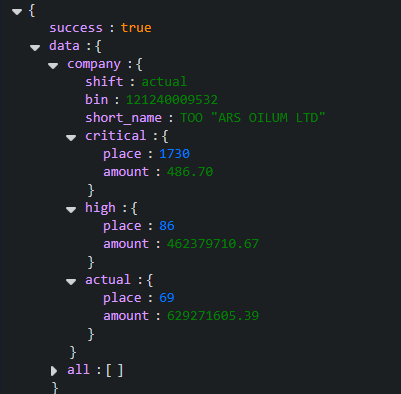 {
success : true
data : {
company : {
shift : actual
bin : 121240009532
short_name : TOO "ARS OILUM LTD"
critical : {
place : 1730
amount : 486.70
}
high : {
place : 86
amount : 462379710.67
}
actual : {
place : 69
amount : 629271605.39
}
}
all : [ ]
}